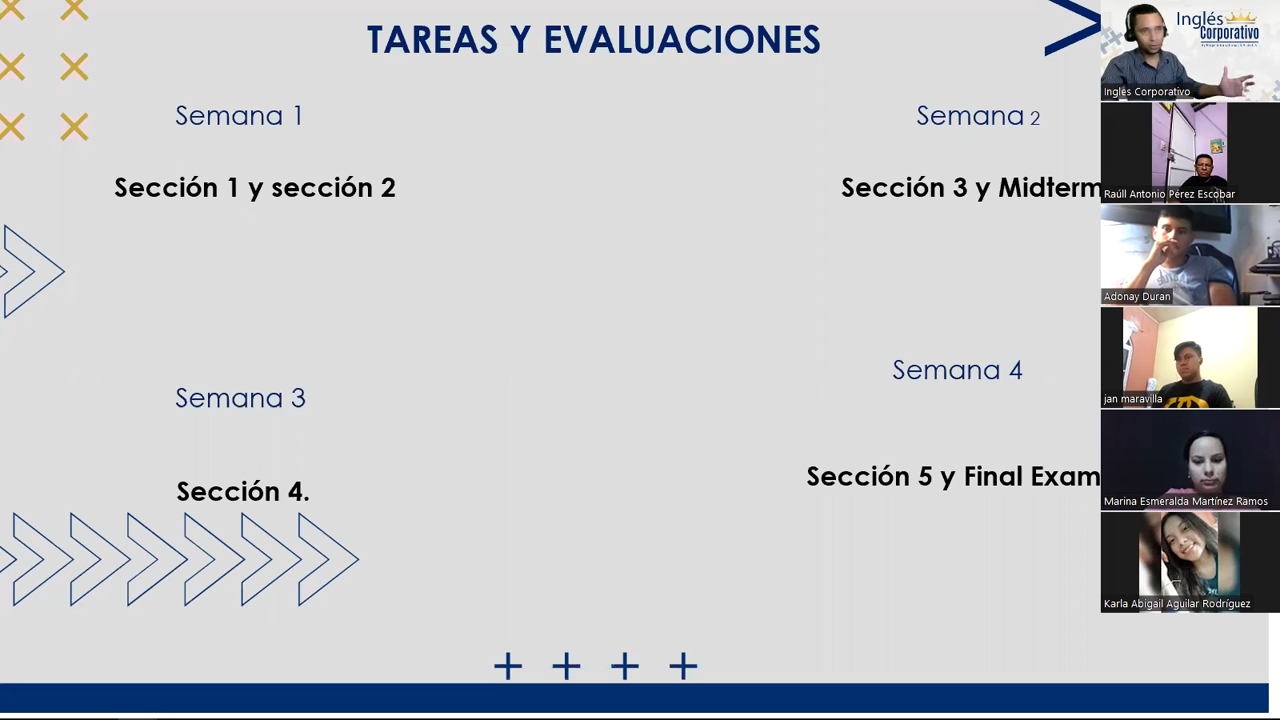 TAREAS Y EVALUACIONES
Semana 1
Semana 2
Sección 1 y sección 2
Sección 3 y Midterm
Semana 3
Semana 4
Sección 4.
Sección 5 y Final Exam
Inglés
Corporativo
Inglés Corporativo
Raúll Antonio Pérez Escobar
Adonay Duran
jan maravilla
Marina Esmeralda Martínez Ramos
Karla Abigail Aguilar Rodríguez